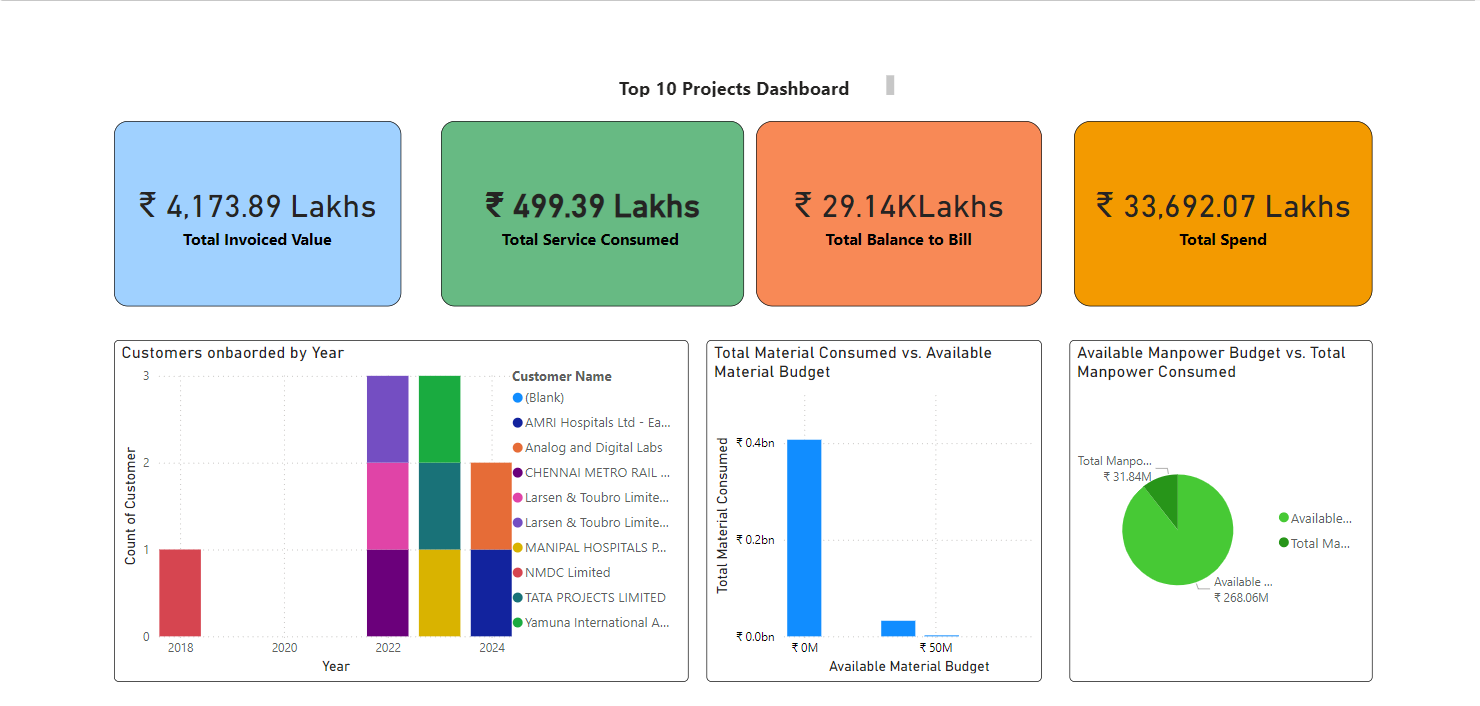 Top 10 Projects Dashboard
₹ 4,173.89 Lakhs
Total Invoiced Value
₹ 499.39 Lakhs
Total Service Consumed
₹ 29.14KLakhs
Total Balance to Bill
₹ 33,692.07 Lakhs
Total Spend
Customers onbaorded by Year
Count of Customer
3
2
1
0
2018
2020
2022
2024
Year
Customer Name
(Blank)
AMRI Hospitals Ltd - Ea...
Analog and Digital Labs
CHENNAI METRO RAIL ...
Larsen & Toubro Limite...
Larsen & Toubro Limite...
MANIPAL HOSPITALS P...
NMDC Limited
TATA PROJECTS LIMITED
Yamuna International A...
Total Material Consumed vs. Available
Material Budget
Total Material Consumed
₹ 0.4bn
₹ 0.2bn
₹ 0.0bn
₹ 0M
₹ 50M
Available Material Budget
Available Manpower Budget vs. Total
Manpower Consumed
Total Manpo...
₹ 31.84M
Available ...
₹ 268.06M
Available...
Total Ma...